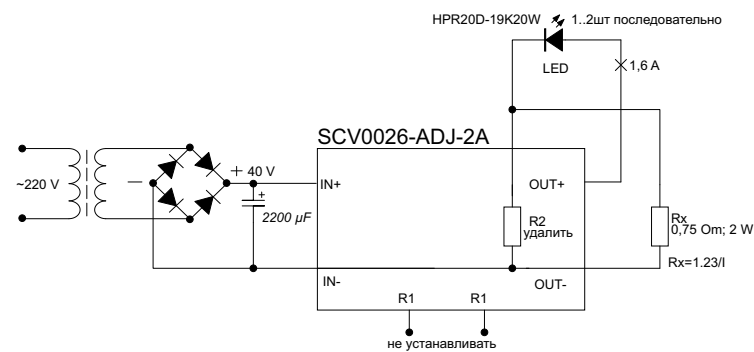 HPR20D-19K20W
1..2шт последовательно
LED
1,6 A
SCV0026-ADJ-2A
~220 V
40 V
+
2200 µF
IN+
OUT+
R2
удалить
Rx
0,75 Om; 2 W
Rx=1.23/I
IN-
OUT-
R1
R1
не устанавливать